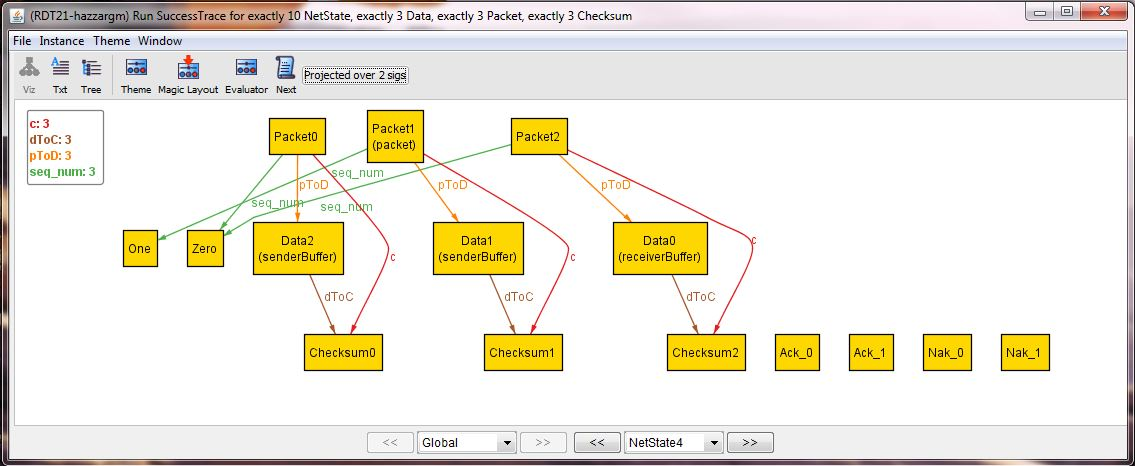 (RDT21-hazzargm) Run SuccessTrace for exactly 10 NetState, exactly 3 Data, exactly 3 Packet, exactly 3 Checksum
File Instance Theme Window
Viz Txt Tree Theme Magic Layout Evaluator Next Projected over 2 sigs
c: 3
dToC: 3
pToD: 3
seq_num: 3
Packet0
Packet1
(packet)
Packet2
seq_num
pToD
pToD
pToD
seq_num
seq_num
One
Zero
Data2
(senderBuffer)
Data1
(senderBuffer)
Data0
(receiverBuffer)
c
c
c
dToC
dToC
dToC
Checksum0
Checksum1
Checksum2
Ack_0
Ack_1
Nak_0
Nak_1
<< Global >> << NetState4 >>